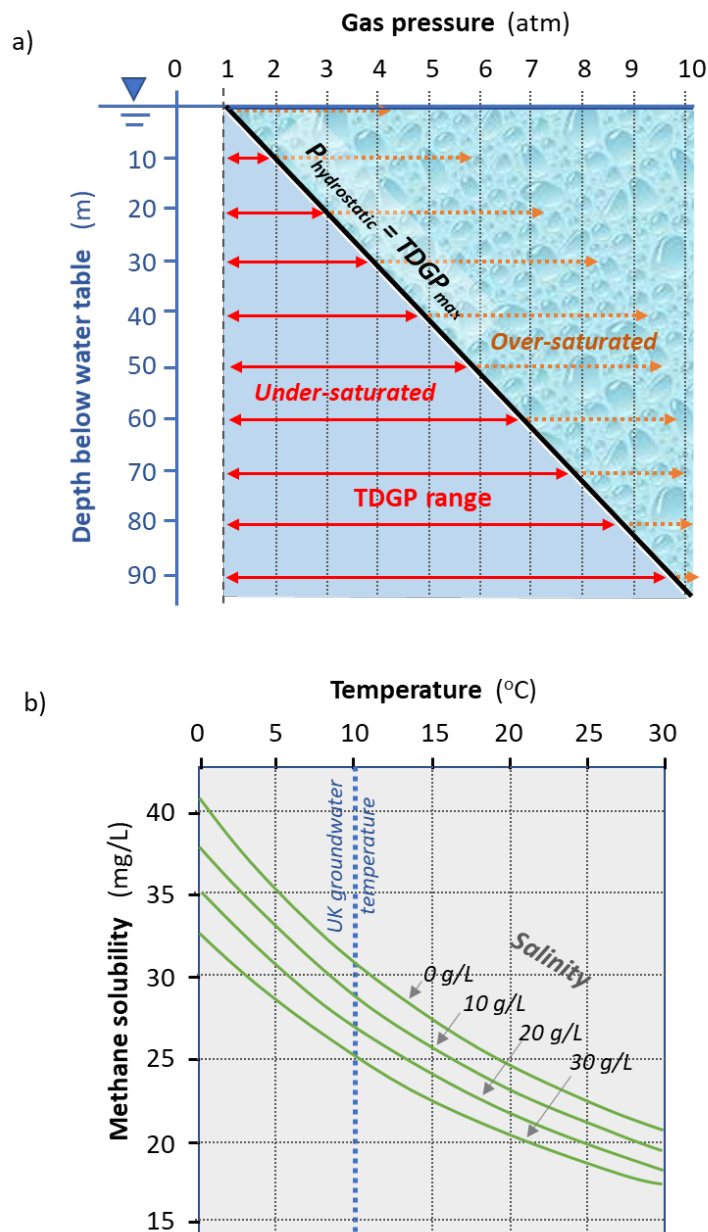 a)
Gas pressure (atm)
0 1 2 3 4 5 6 7 8 9 10
Depth below water table (m)
10
20
30
40
50
60
70
80
90
Phydrostatic = TDGPmax
Over-saturated
Under-saturated
TDGP range
b)
Temperature (oC)
0 5 10 15 20 25 30
Methane solubility (mg/L)
40
35
30
25
20
15
UK groundwater
temperature
Salinity
0 g/L
10 g/L
20 g/L
30 g/L